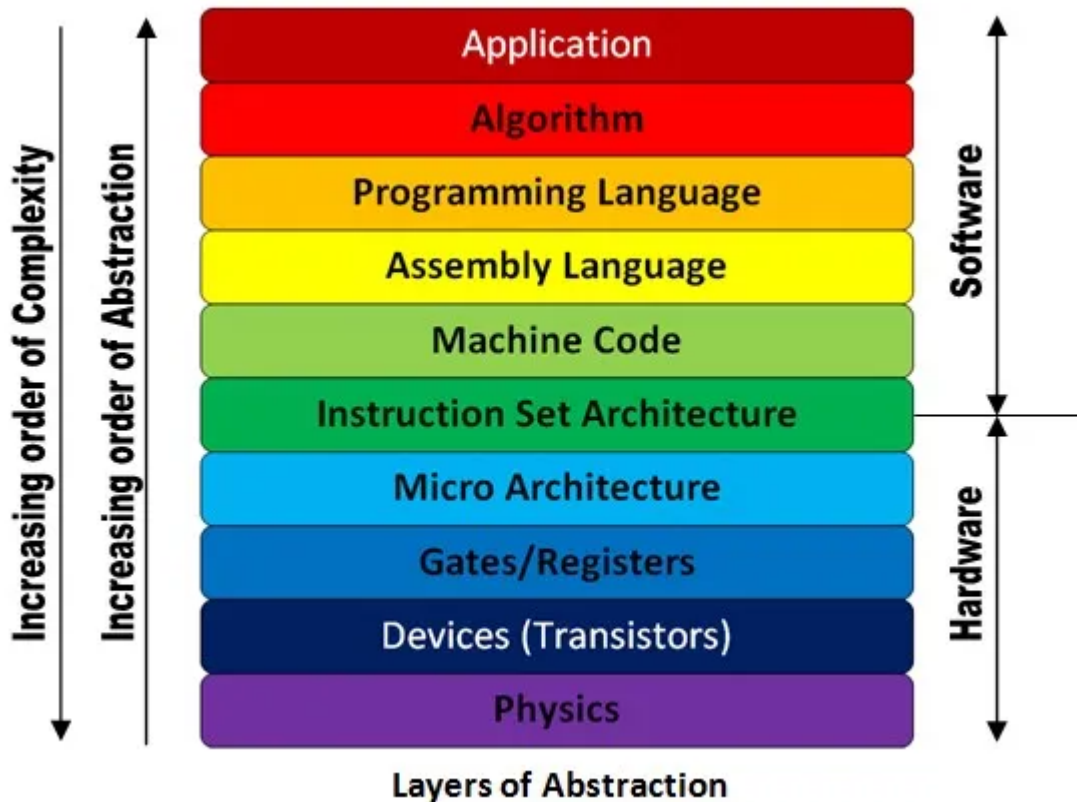 Increasing order of Complexity
Increasing order of Abstraction
Application
Algorithm
Programming Language
Assembly Language
Machine Code
Instruction Set Architecture
Micro Architecture
Gates/Registers
Devices (Transistors)
Physics
Software
Hardware
Layers of Abstraction